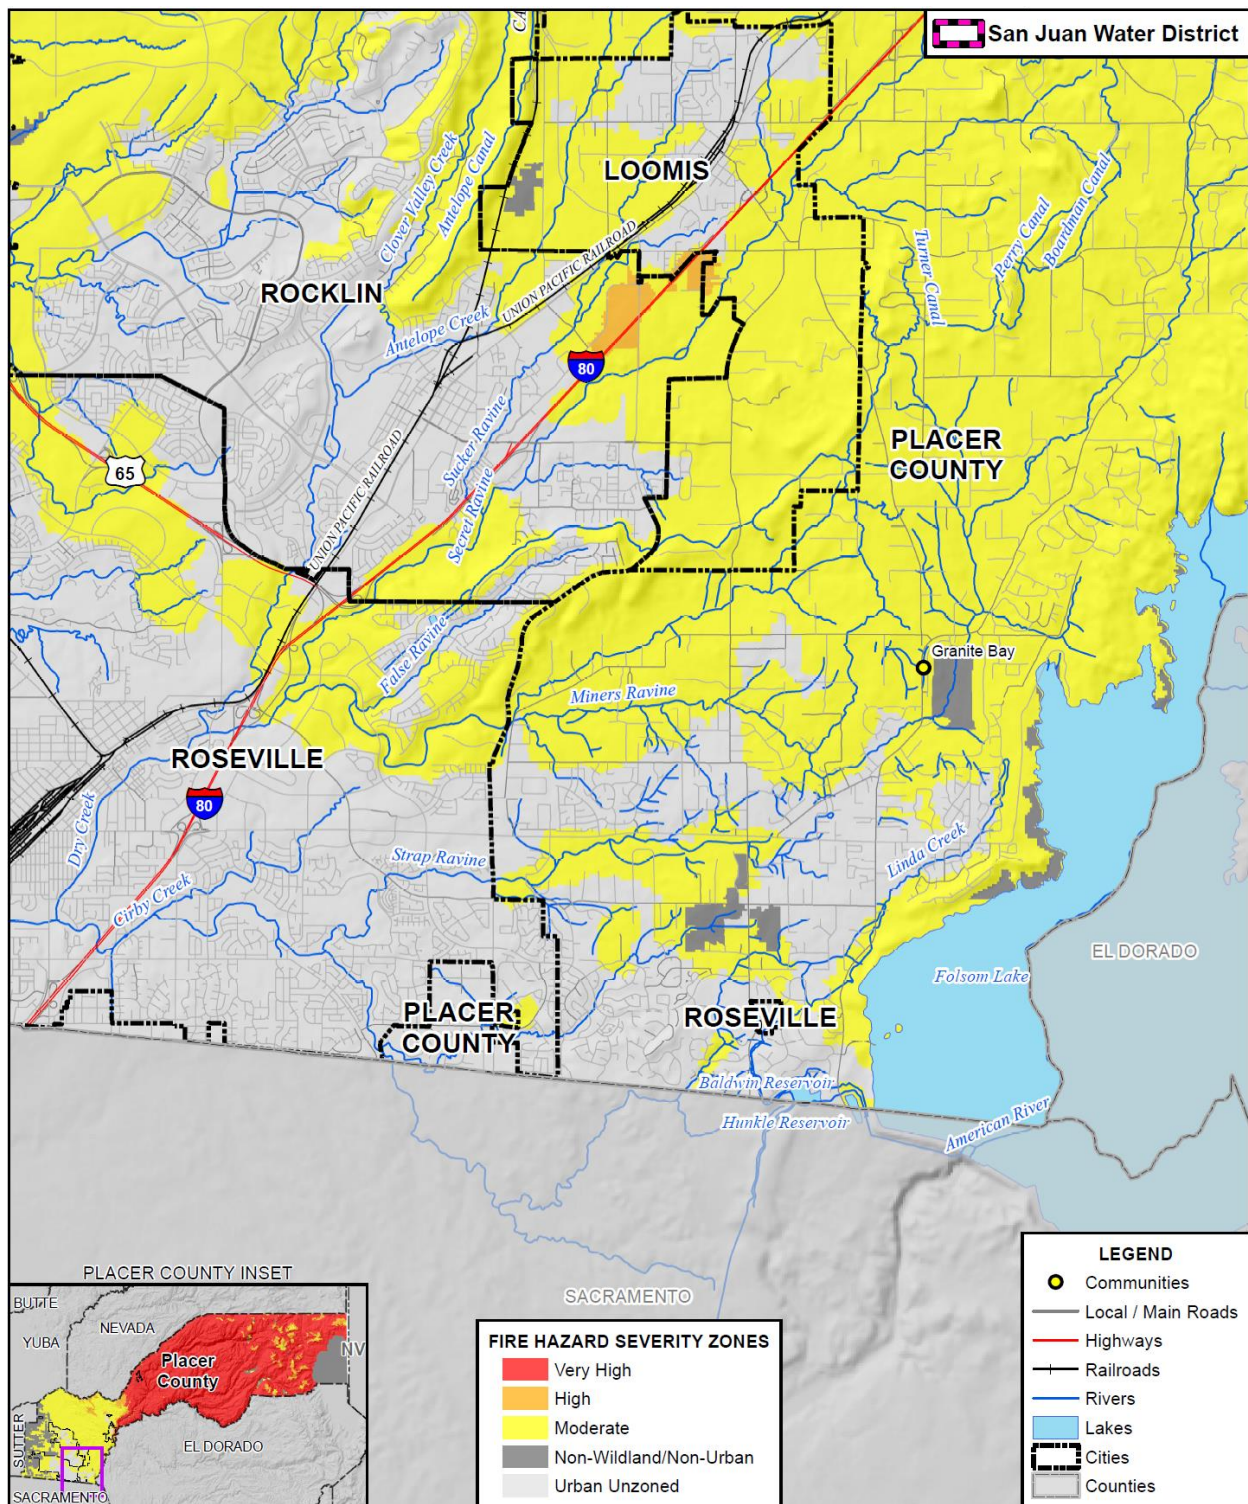 San Juan Water District
CA
LOOMIS
Clover Valley Creek
Antelope Canal
UNION PACIFIC RAILROAD
Turner Canal
Perry Canal
Boardman Canal
ROCKLIN
Antelope Creek
80
Sucker Ravine
Secret Ravine
PLACER
COUNTY
65
UNION PACIFIC RAILROAD
False Ravine
Granite Bay
Miners Ravine
ROSEVILLE
80
Dry Creek
Strap Ravine
Linda Creek
Cirby Creek
EL DORADO
Folsom Lake
PLACER
COUNTY
ROSEVILLE
Baldwin Reservoir
Hunkle Reservoir
American River
SACRAMENTO
PLACER COUNTY INSET
BUTTE
YUBA
NEVADA
Placer
County
NV
SUTTER
EL DORADO
SACRAMENTO
FIRE HAZARD SEVERITY ZONES
Very High
High
Moderate
Non-Wildland/Non-Urban
Urban Unzoned
LEGEND
Communities
Local / Main Roads
Highways
Railroads
Rivers
Lakes
Cities
Counties